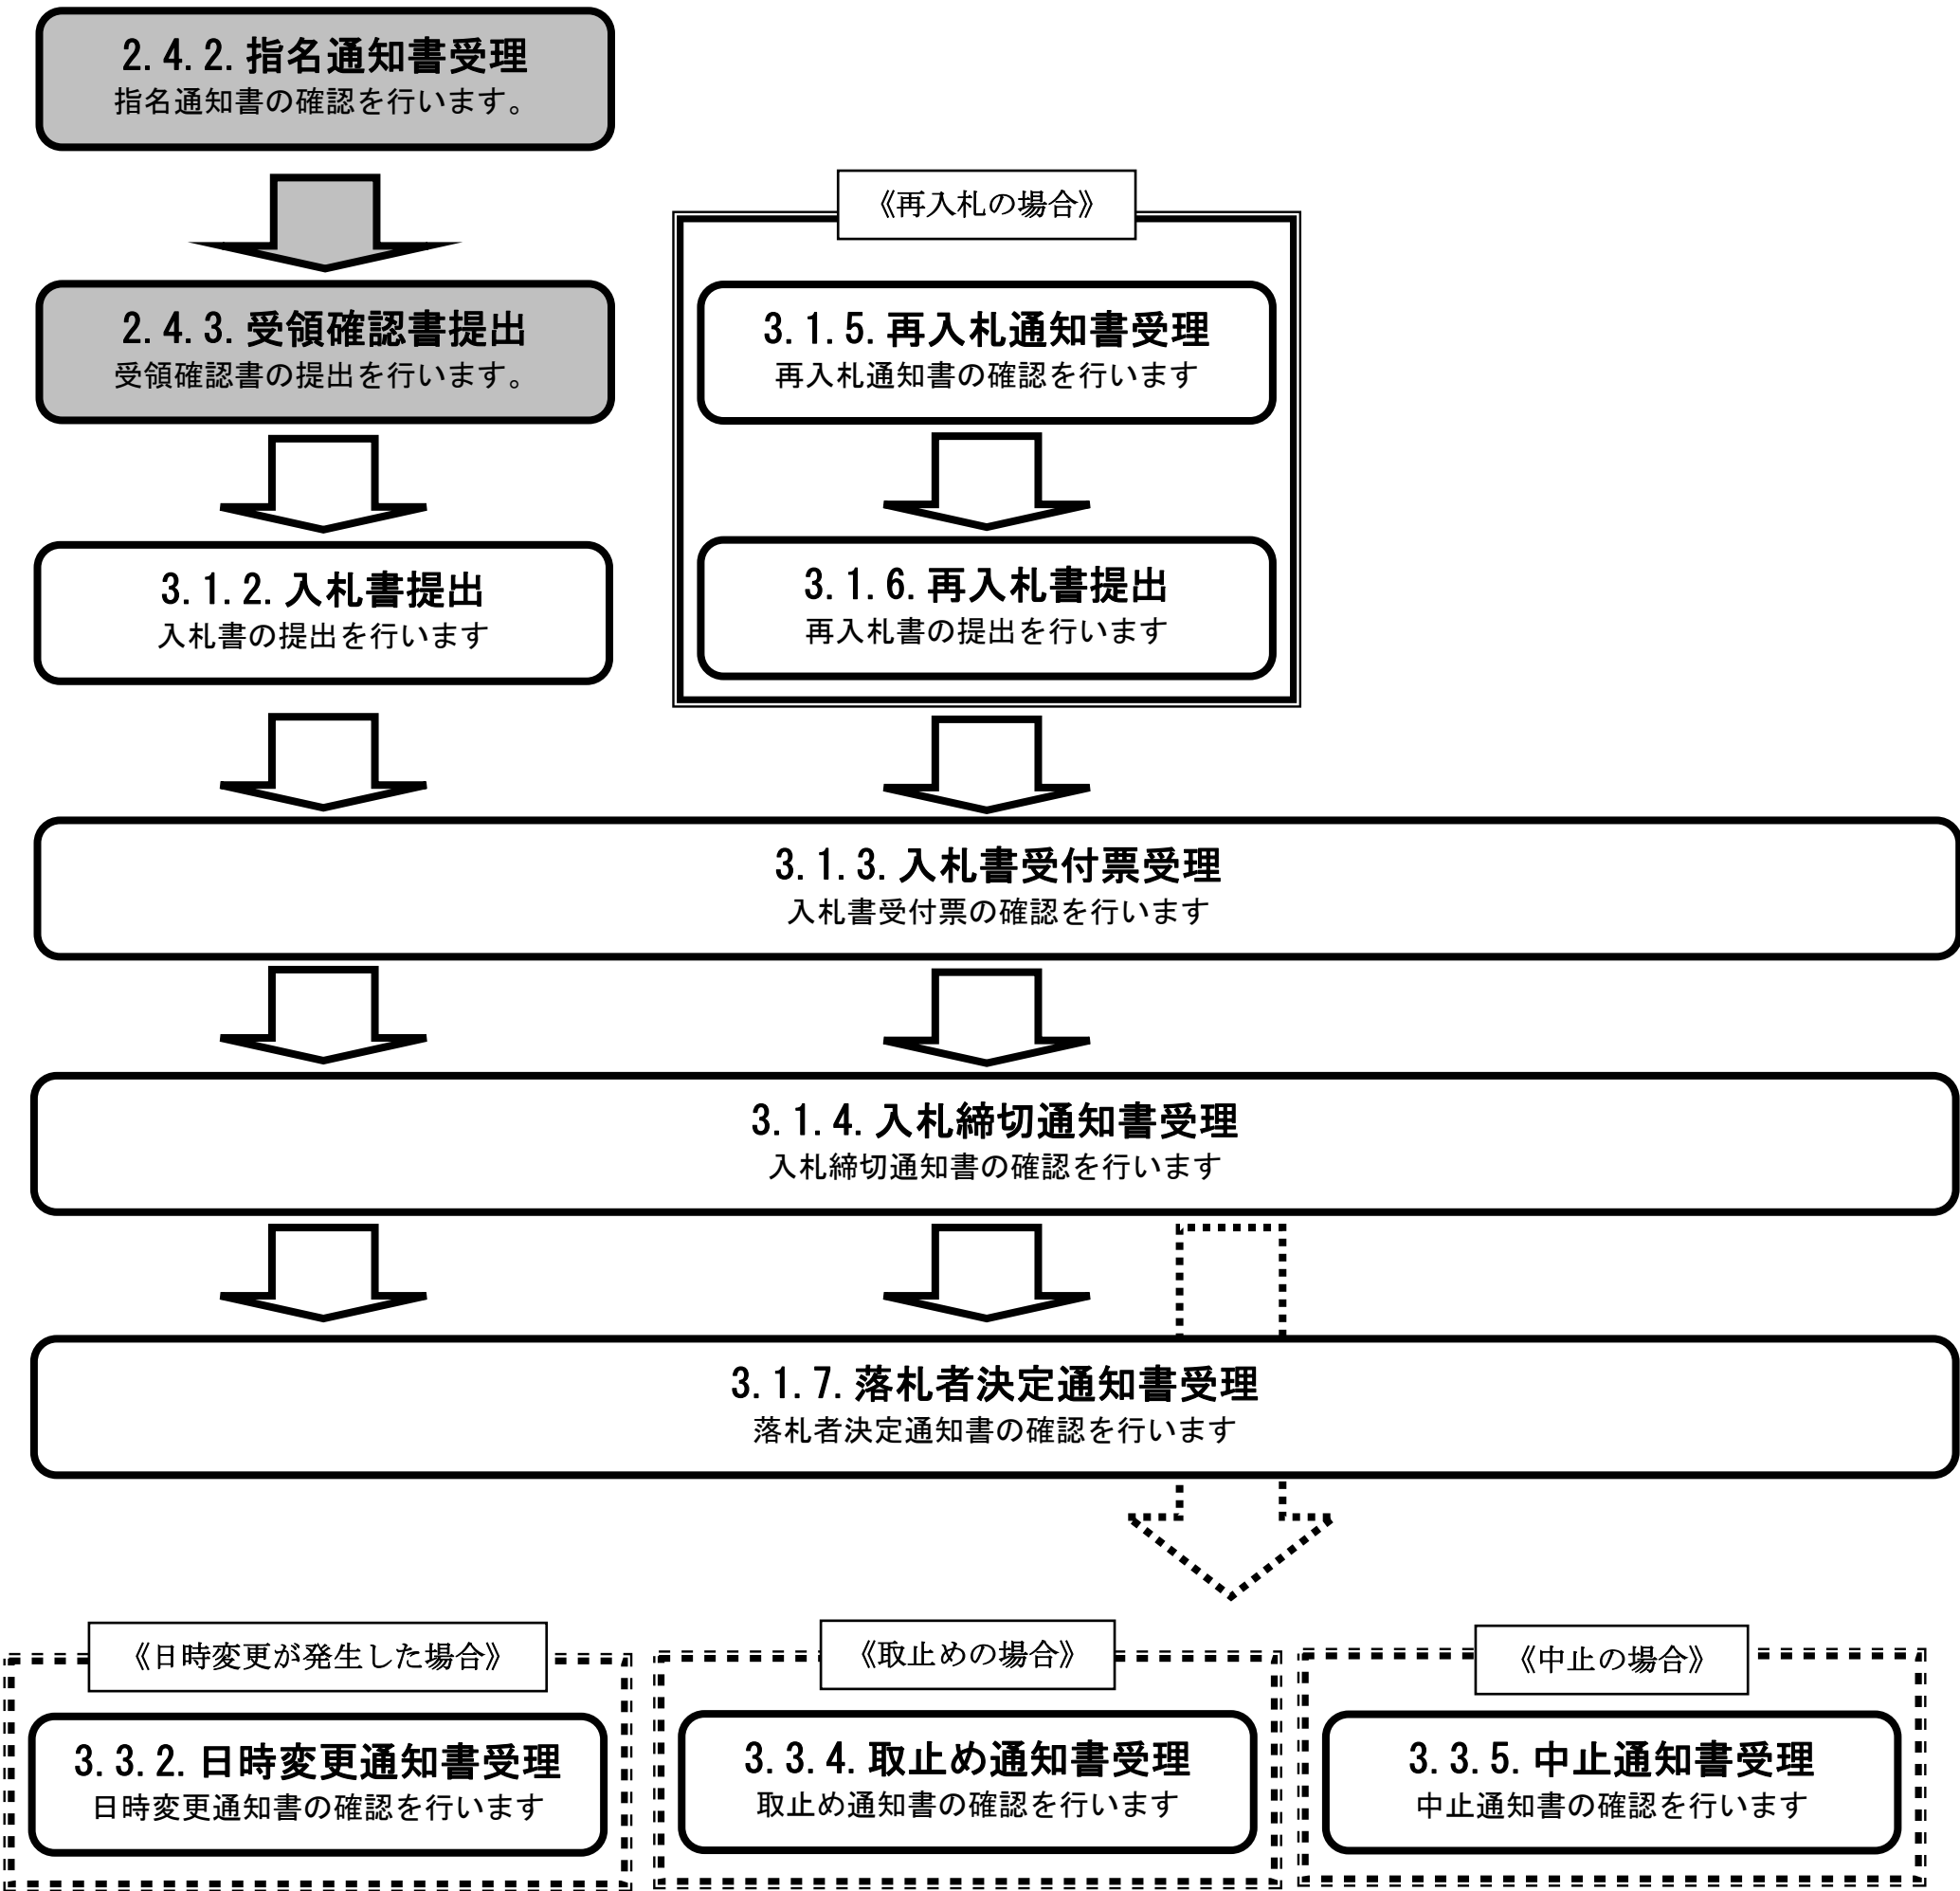 2.4.2.指名通知書受理
指名通知書の確認を行います。
2.4.3.受領確認書提出
受領確認書の提出を行います。
3.1.2.入札書提出
入札書の提出を行います
《再入札の場合》
3.1.5.再入札通知書受理
再入札通知書の確認を行います
3.1.6.再入札書提出
再入札書の提出を行います
3.1.3.入札書受付票受理
入札書受付票の確認を行います
3.1.4.入札締切通知書受理
入札締切通知書の確認を行います
3.1.7.落札者決定通知書受理
落札者決定通知書の確認を行います
《日時変更が発生した場合》
3.3.2.日時変更通知書受理
日時変更通知書の確認を行います
《取止めの場合》
3.3.4.取止め通知書受理
取止め通知書の確認を行います
《中止の場合》
3.3.5.中止通知書受理
中止通知書の確認を行います